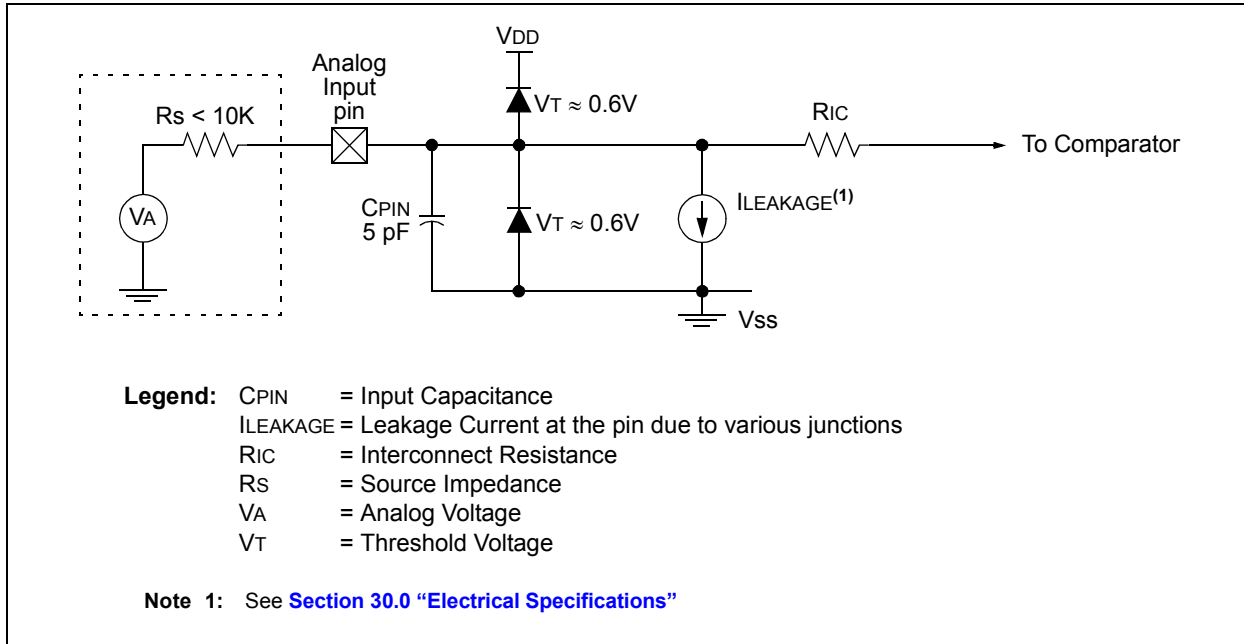 VDD
Analog
Input
pin
Rs < 10K
VT ≈ 0.6V
RIC
To Comparator
VA
CPIN
5 pF
VT ≈ 0.6V
ILEAKAGE(1)
Vss
Legend: CPIN = Input Capacitance
ILEAKAGE = Leakage Current at the pin due to various junctions
RIC = Interconnect Resistance
RS = Source Impedance
VA = Analog Voltage
VT = Threshold Voltage
Note 1: See Section 30.0 “Electrical Specifications”